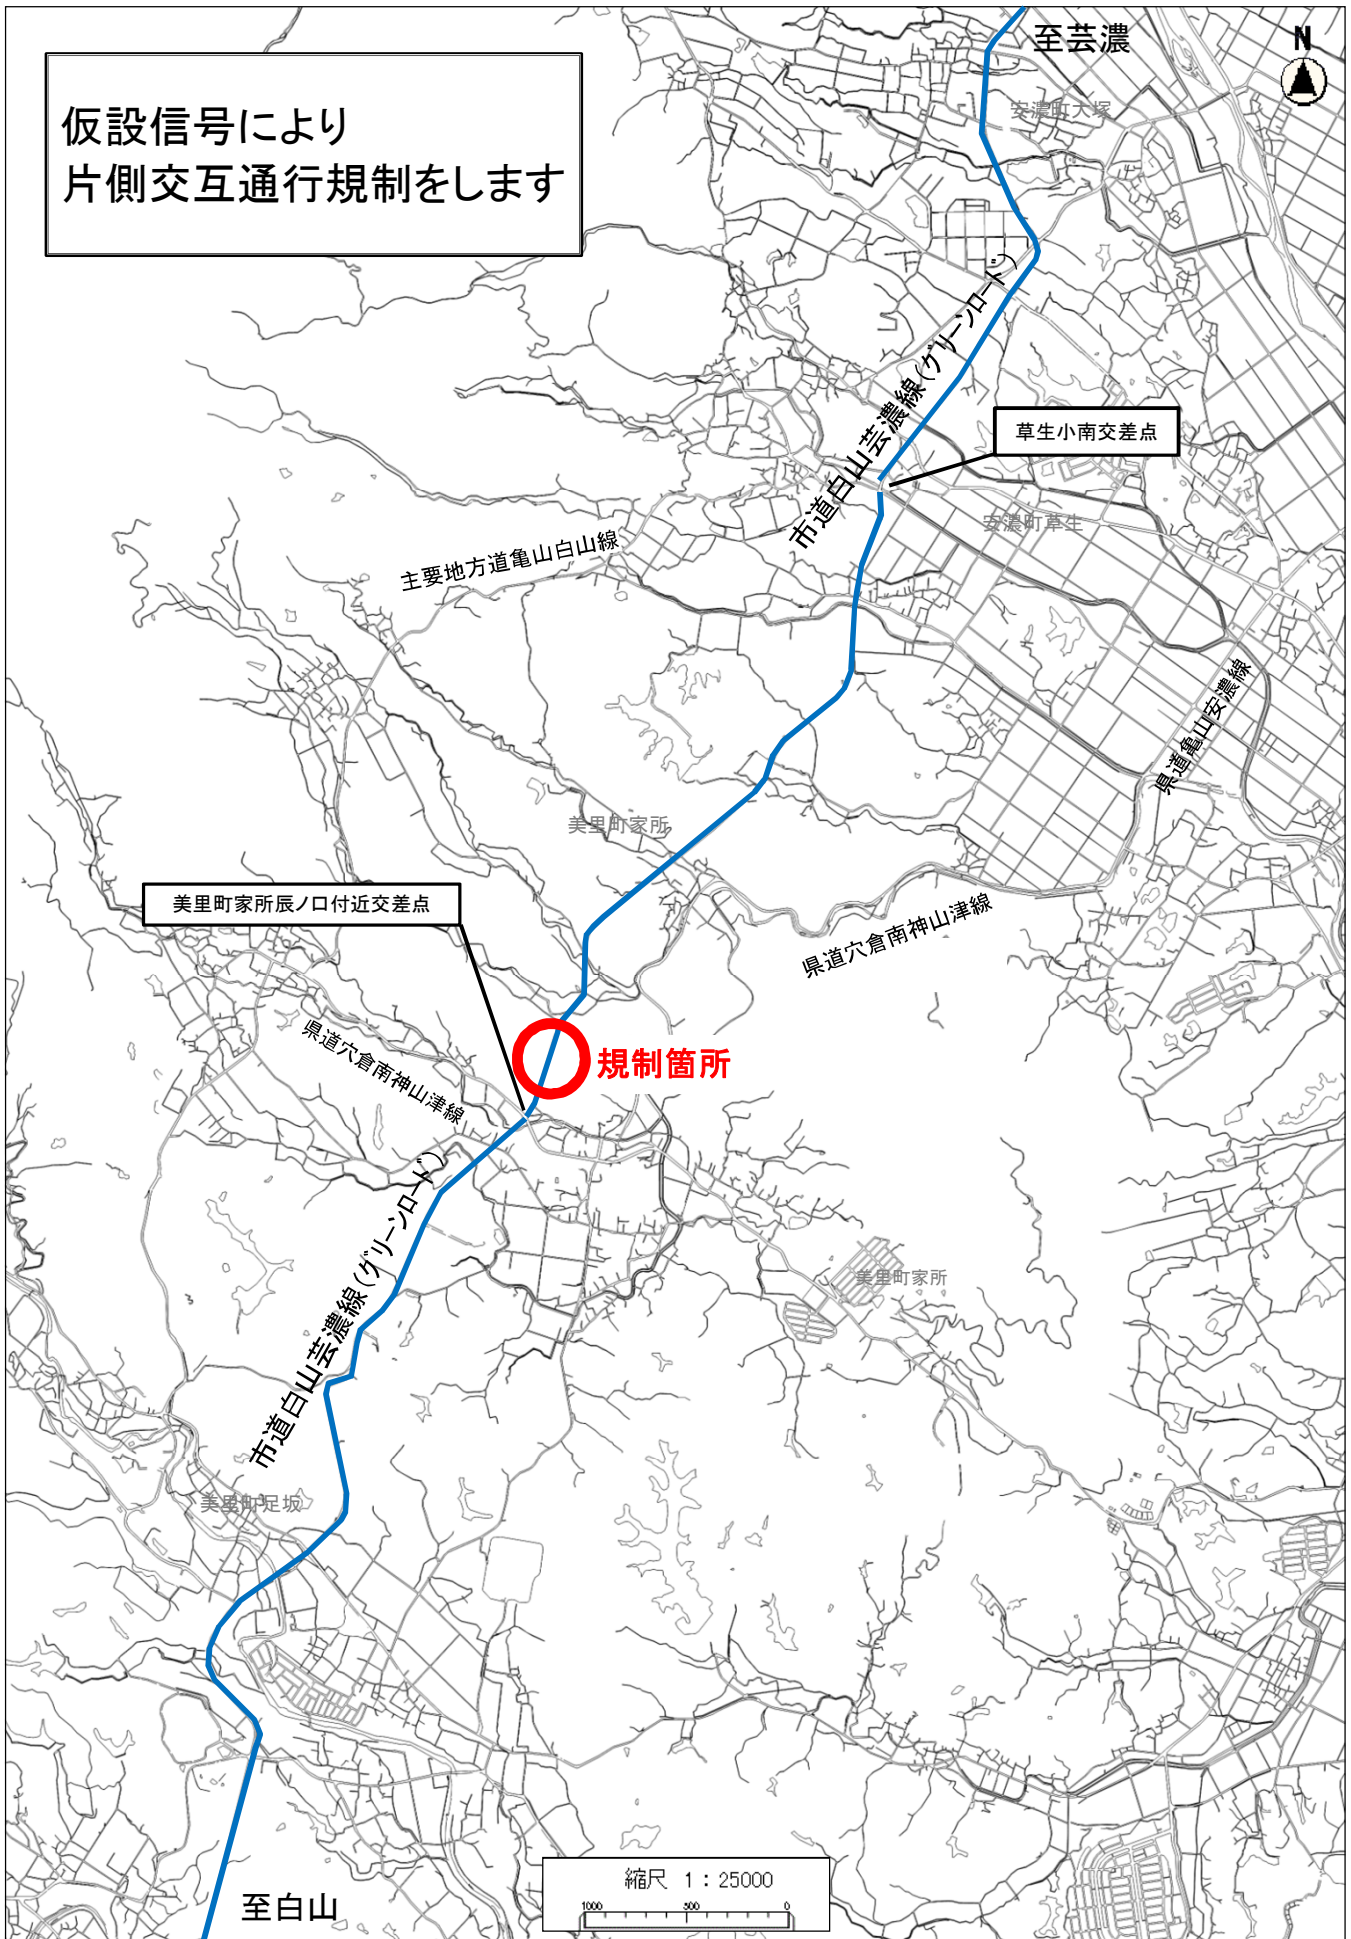 至芸濃
N
仮設信号により
片側交互通行規制をします
安濃町大塚
市道白山芸濃線(グリーンロード)
草生小南交差点
安濃町草生
主要地方道亀山白山線
県道亀山安濃線
美里町家所
美里町家所辰ノ口付近交差点
県道穴倉南神山津線
県道穴倉南神山津線
規制箇所
市道白山芸濃線(グリーンロード)
美里町家所
美里町足坂
縮尺 1:25000
1000 500 0
至白山